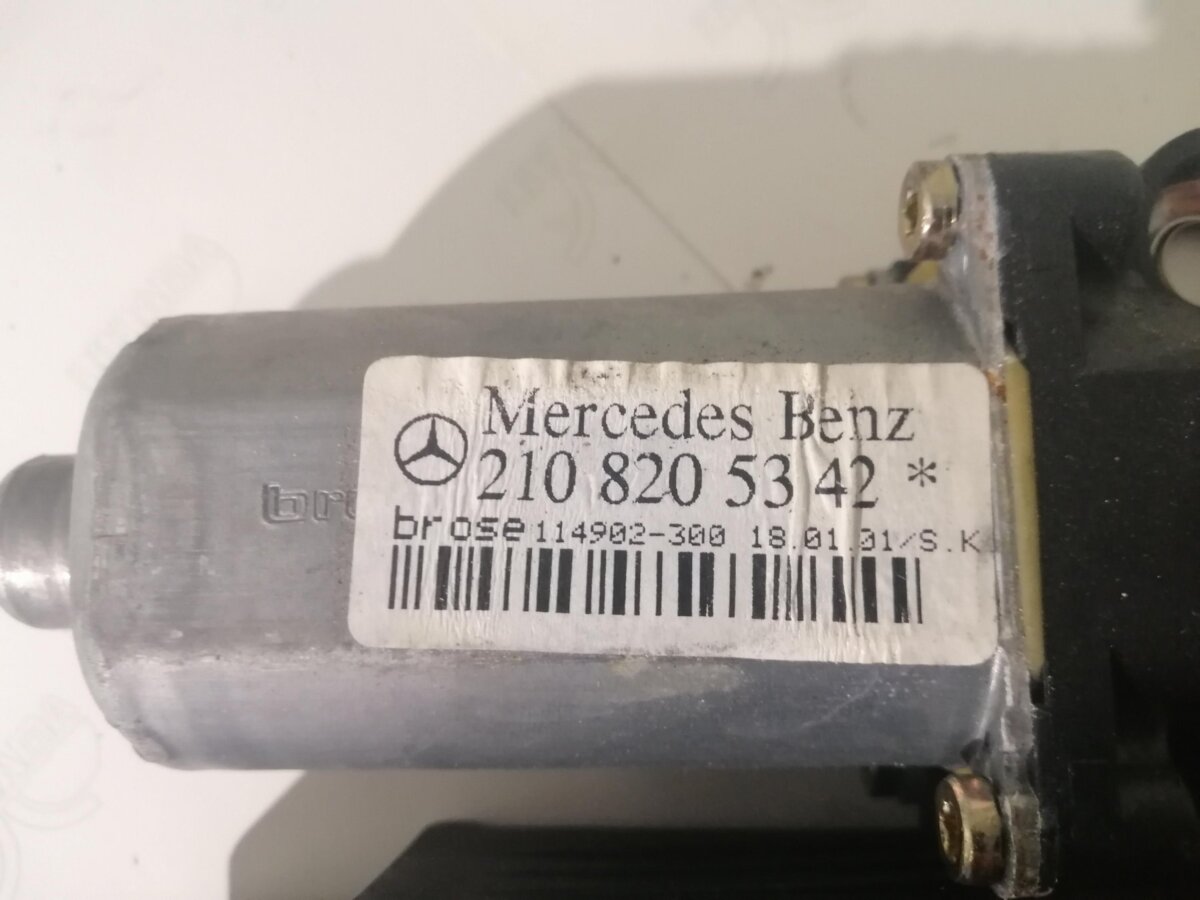 Mercedes Benz
210 820 53 42 *
brose 114902-300 18.01.01/S.K